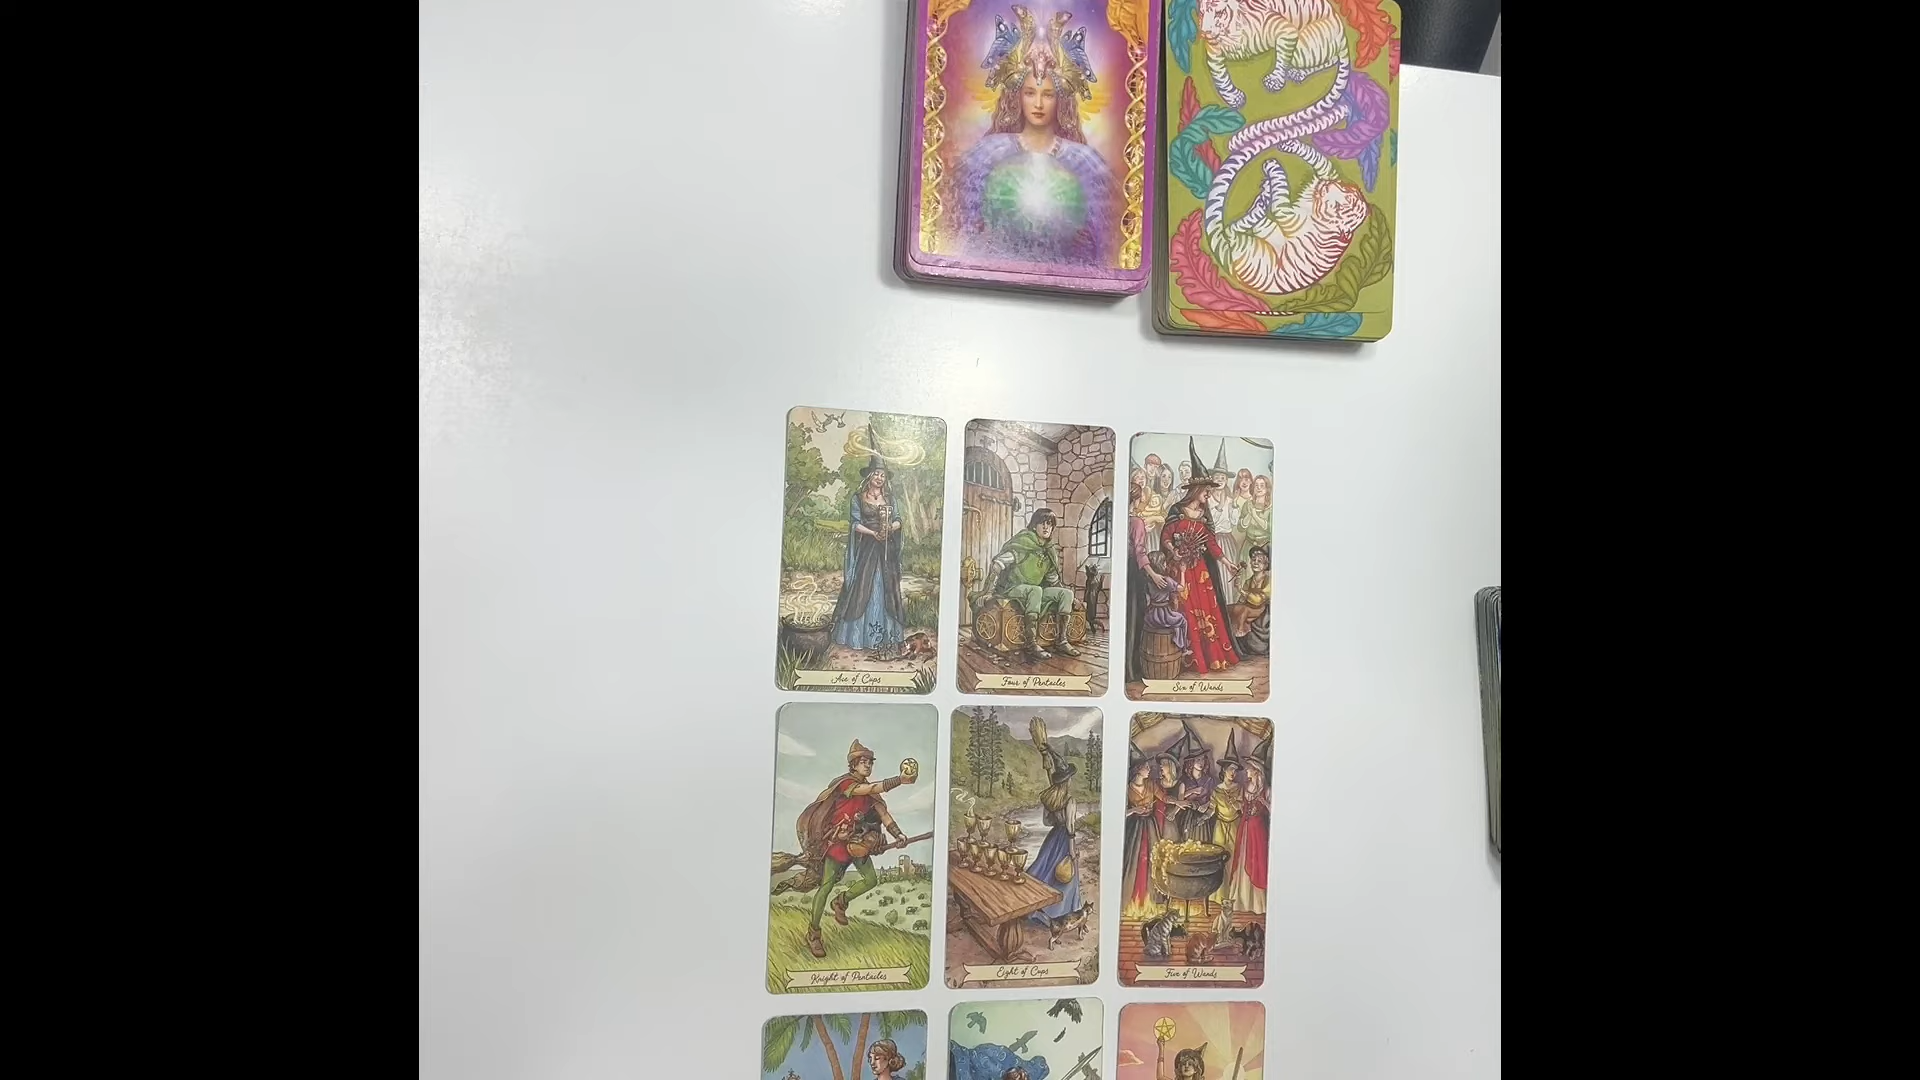 Ace of Cups
Four of Pentacles
Six of Wands
Knight of Pentacles
Eight of Cups
Five of Wands